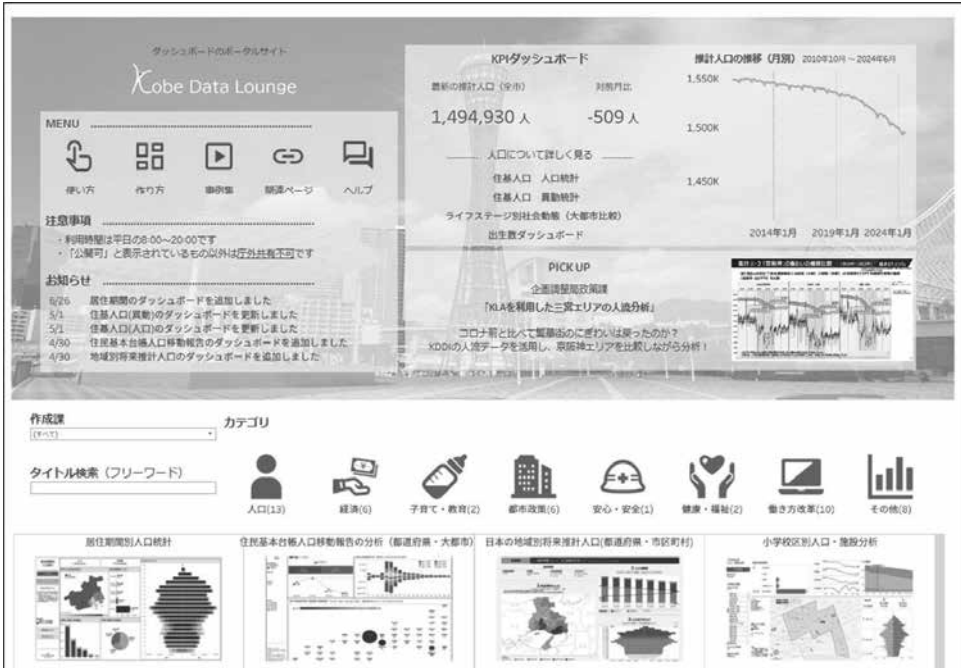 ダッシュボードのポータルサイト
Kobe Data Lounge
MENU
使い方
作り方
事例集
関連ページ
ヘルプ
注意事項
・利用時間は平日の8:00～20:00です
・「公開可」と表示されているもの以外は庁外共有不可です
お知らせ
6/26 居住期間のダッシュボードを追加しました
5/1 住基人口(異動)のダッシュボードを更新しました
5/1 住基人口(人口)のダッシュボードを更新しました
4/30 住民基本台帳人口移動報告のダッシュボードを追加しました
4/30 地域別将来推計人口のダッシュボードを追加しました
KPIダッシュボード
最新の推計人口（全市）
対前月比
1,494,930 人
-509 人
人口について詳しく見る
住基人口 人口統計
住基人口 異動統計
ライフステージ別社会動態（大都市比較）
出生数ダッシュボード
推計人口の推移（月別） 2010年10月～2024年6月
1,550K
1,500K
1,450K
2014年1月
2019年1月
2024年1月
PICK UP
企画調整局政策課
「KLAを利用した三宮エリアの人流分析」
コロナ前と比べて繁華街のにぎわいは戻ったのか？
KDDIの人流データを活用し、京阪神エリアを比較しながら分析！
作成課
(すべて)
タイトル検索（フリーワード）
カテゴリ
人口(13)
経済(6)
子育て・教育(2)
都市政策(6)
安心・安全(1)
健康・福祉(2)
働き方改革(10)
その他(8)
居住期間別人口統計
住民基本台帳人口移動報告の分析（都道府県・大都市）
日本の地域別将来推計人口(都道府県・市区町村)
小学校区別人口・施設分析